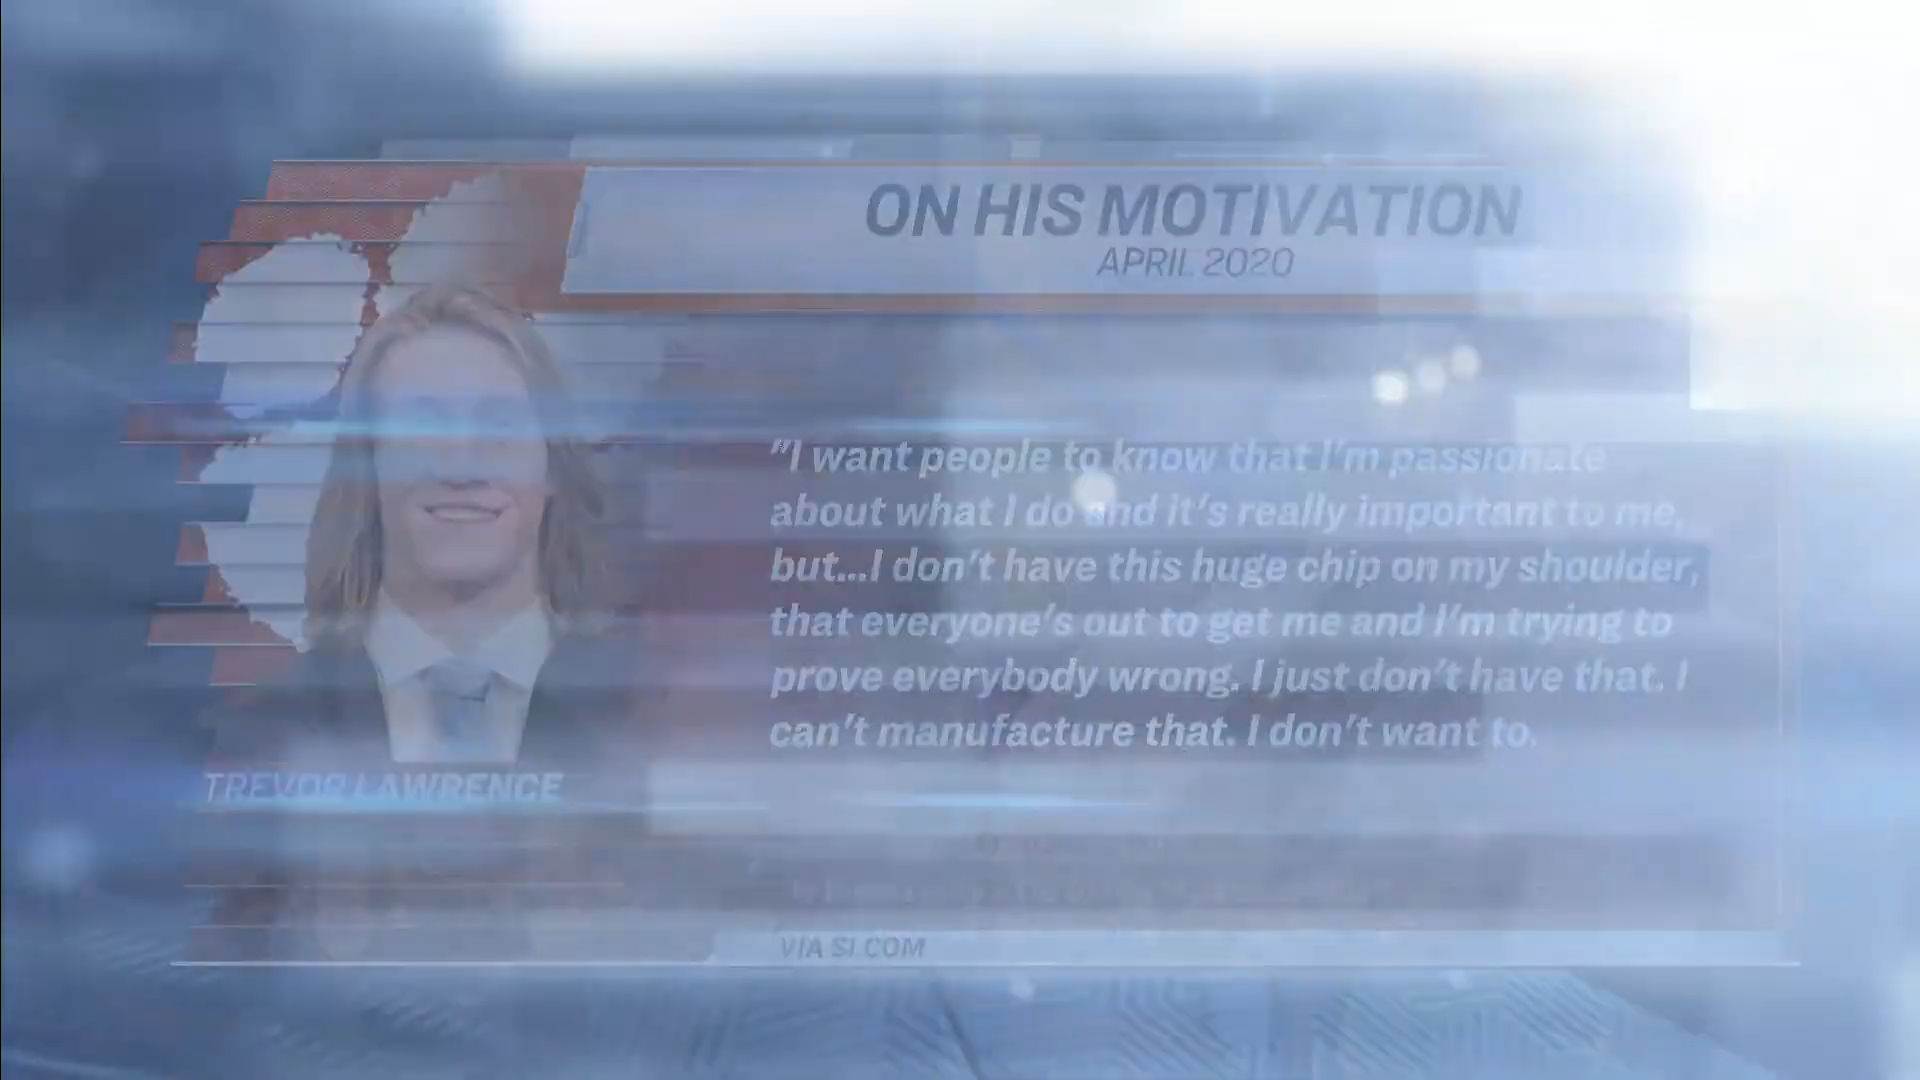 ON HIS MOTIVATION
APRIL 2020
"I want people to know that I'm passionate
about what I do and it's really important to me,
but...I don't have this huge chip on my shoulder,
that everyone's out to get me and I'm trying to
prove everybody wrong. I just don't have that. I
can't manufacture that. I don't want to.
TREVOR LAWRENCE
VIA SI.COM